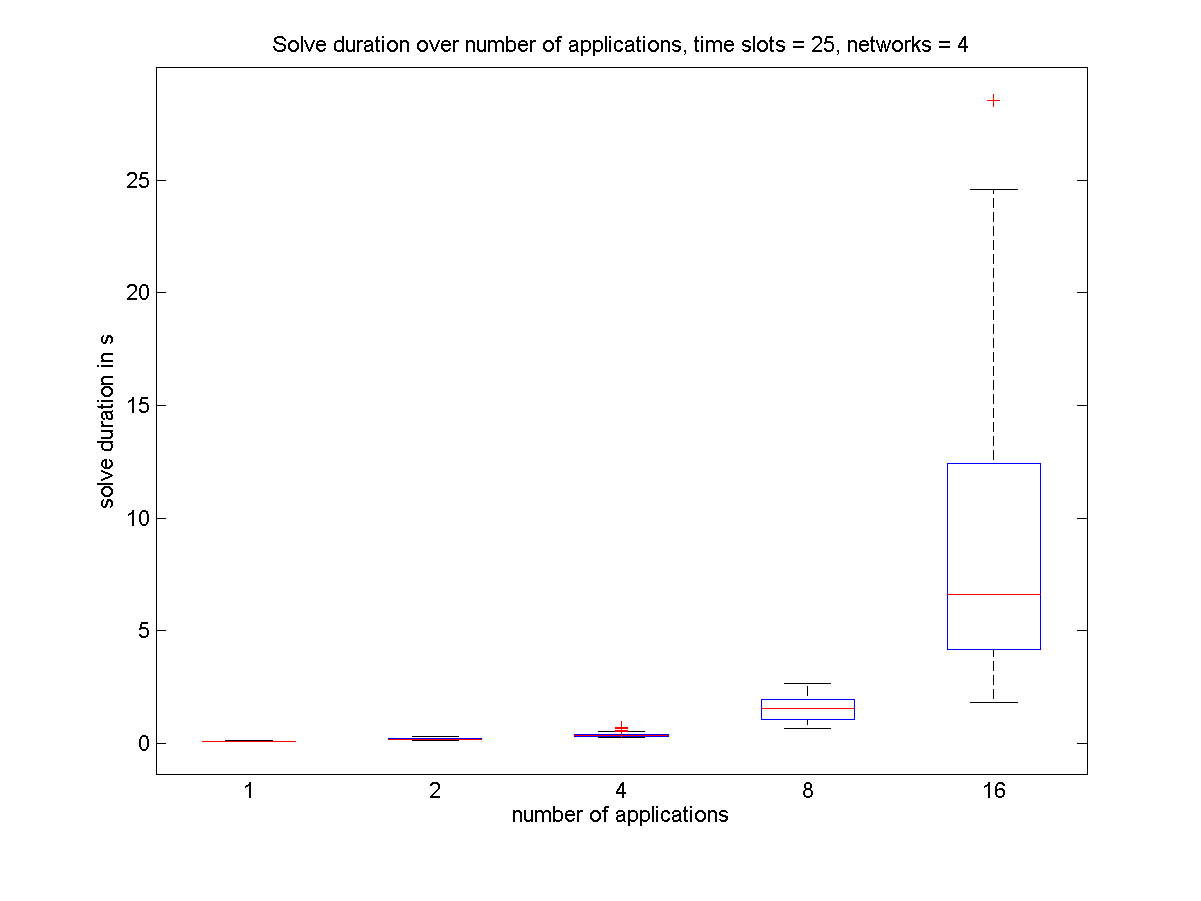 Solve duration over number of applications, time slots = 25, networks = 4
25
20
15
10
5
0
solve duration in s
1 2 4 8 16
number of applications